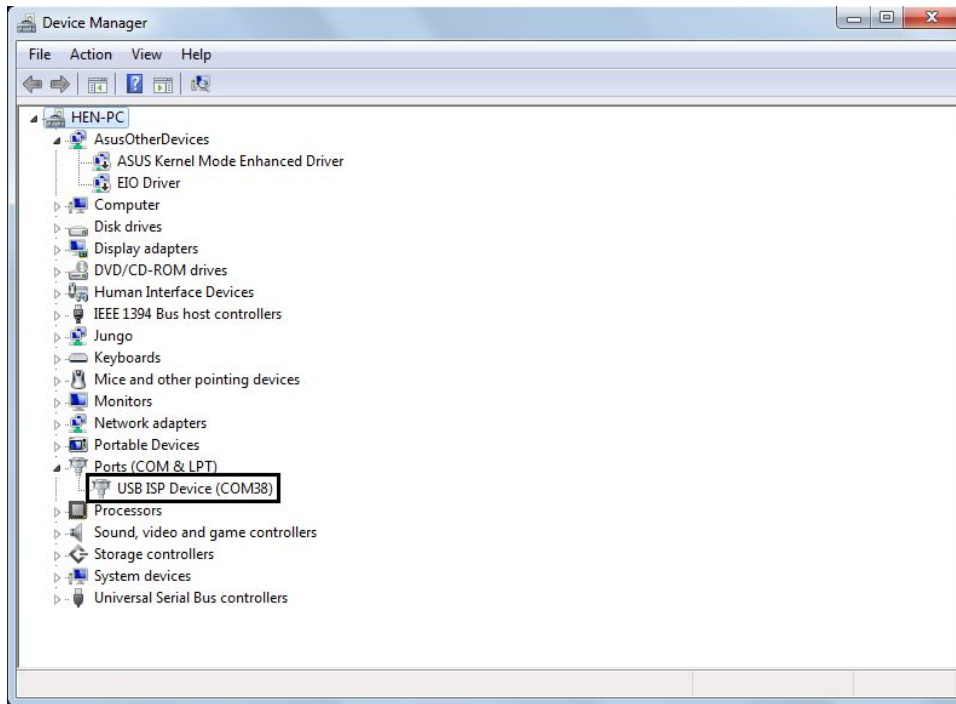 Device Manager
File Action View Help
HEN-PC
AsusOtherDevices
ASUS Kernel Mode Enhanced Driver
EIO Driver
Computer
Disk drives
Display adapters
DVD/CD-ROM drives
Human Interface Devices
IEEE 1394 Bus host controllers
Jungo
Keyboards
Mice and other pointing devices
Monitors
Network adapters
Portable Devices
Ports (COM & LPT)
USB ISP Device (COM38)
Processors
Sound, video and game controllers
Storage controllers
System devices
Universal Serial Bus controllers